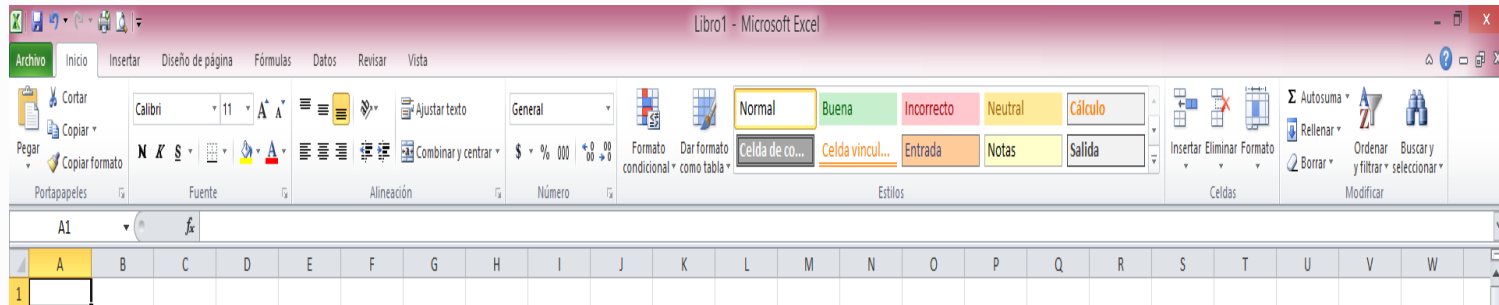 Libro1 - Microsoft Excel
Archivo Inicio Insertar Diseño de página Fórmulas Datos Revisar Vista
Pegar
Cortar
Copiar
Copiar formato
Portapapeles
Calibri 11 A A
N K S A
Fuente
Ajustar texto
Combinar y centrar
Alineación
General
$ % 000
Número
Formato condicional
Dar formato como tabla
Normal Buena Incorrecto Neutral Cálculo
Celda de co... Celda vincul... Entrada Notas Salida
Estilos
Insertar Eliminar Formato
Celdas
Σ Autosuma
Rellenar
Borrar
Ordenar y filtrar
Buscar y seleccionar
Modificar
A1 fx
A B C D E F G H I J K L M N O P Q R S T U V W
1